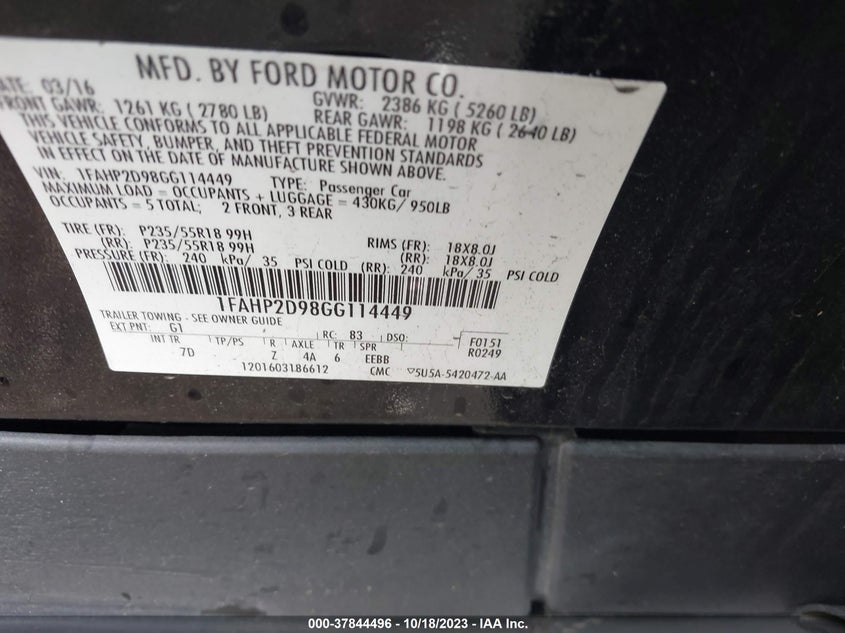 MFD. BY FORD MOTOR CO.
DATE: 03/16 GVWR: 2386 KG ( 5260 LB)
FRONT GAWR: 1261 KG ( 2780 LB) REAR GAWR: 1198 KG ( 2640 LB)
THIS VEHICLE CONFORMS TO ALL APPLICABLE FEDERAL MOTOR
VEHICLE SAFETY, BUMPER, AND THEFT PREVENTION STANDARDS
IN EFFECT ON THE DATE OF MANUFACTURE SHOWN ABOVE.
VIN: 1FAHP2D98GG114449 TYPE: Passenger Car
MAXIMUM LOAD = OCCUPANTS + LUGGAGE = 430KG/ 950LB
OCCUPANTS = 5 TOTAL; 2 FRONT, 3 REAR
TIRE (FR): P235/55R18 99H RIMS (FR): 18X8.0J
(RR): P235/55R18 99H (RR): 18X8.0J
PRESSURE (FR): 240 kPa/ 35 PSI COLD (RR): 240 kPa/ 35 PSI COLD
1FAHP2D98GG114449
TRAILER TOWING - SEE OWNER GUIDE
EXT PNT: G1 RC: 83 DSO: F0151
INT TR TP/PS R AXLE TR SPR R0249
7D Z 4A 6 EEBB
1201603186612 CMC ▽5U5A-5420472-AA
000-37844496 - 10/18/2023 - IAA Inc.